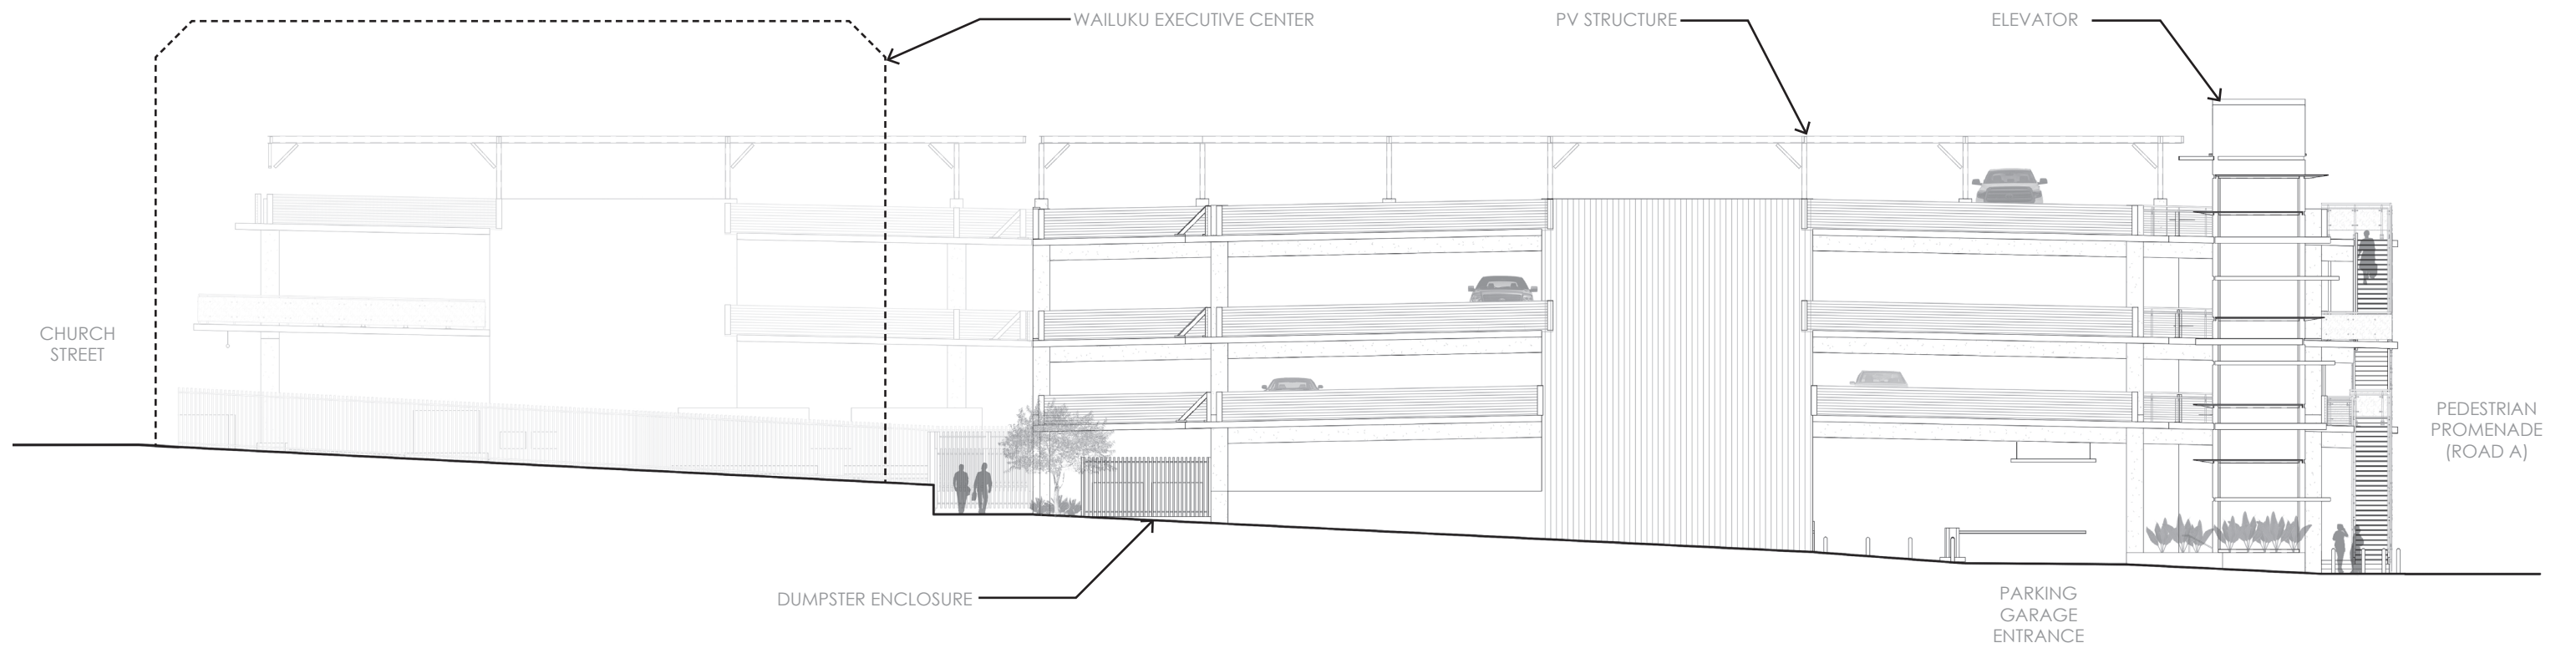 WAILUKU EXECUTIVE CENTER
PV STRUCTURE
ELEVATOR
CHURCH
STREET
PEDESTRIAN
PROMENADE
(ROAD A)
DUMPSTER ENCLOSURE
PARKING
GARAGE
ENTRANCE